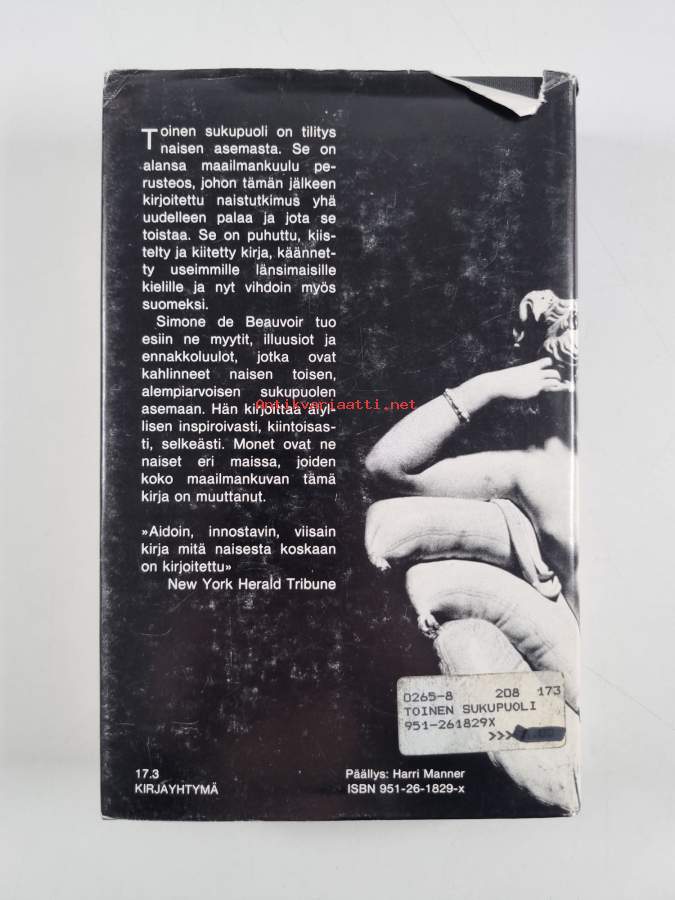 Toinen sukupuoli on tilitys
naisen asemasta. Se on
alansa maailmankuulu pe-
rusteos, johon tämän jälkeen
kirjoitettu naistutkimus yhä
uudelleen palaa ja jota se
toistaa. Se on puhuttu, kiis-
telty ja kiitetty kirja, käännet-
ty useimmille länsimaisille
kielille ja nyt vihdoin myös
suomeksi.
Simone de Beauvoir tuo
esiin ne myytit, illuusiot ja
ennakkoluulot, jotka ovat
kahlinneet naisen toisen,
alempiarvoisen sukupuolen
asemaan. Hän kirjoittaa älyl-
lisen inspiroivasti, kiintoisas-
ti, selkeästi. Monet ovat ne
naiset eri maissa, joiden
koko maailmankuvan tämä
kirja on muuttanut.
»Aidoin, innostavin, viisain
kirja mitä naisesta koskaan
on kirjoitettu»
New York Herald Tribune
Antikvariaatti.net
0265-8 208 173
TOINEN SUKUPUOLI
951-261829X
>>>
17.3
KIRJAYHTYMÄ
Päällys: Harri Manner
ISBN 951-26-1829-x